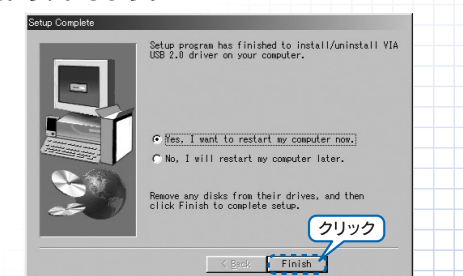 Setup Complete
Setup program has finished to install/uninstall VIA
USB 2.0 driver on your computer.
Yes, I want to restart my computer now.
No, I will restart my computer later.
Remove any disks from their drives, and then
click Finish to complete setup.
クリック
< Back
Finish